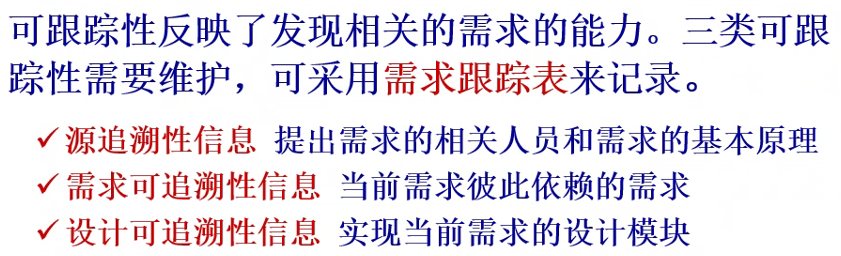 可跟踪性反映了发现相关的需求的能力。三类可跟
踪性需要维护，可采用需求跟踪表来记录。
✓源追溯性信息 提出需求的相关人员和需求的基本原理
✓需求可追溯性信息 当前需求彼此依赖的需求
✓设计可追溯性信息 实现当前需求的设计模块